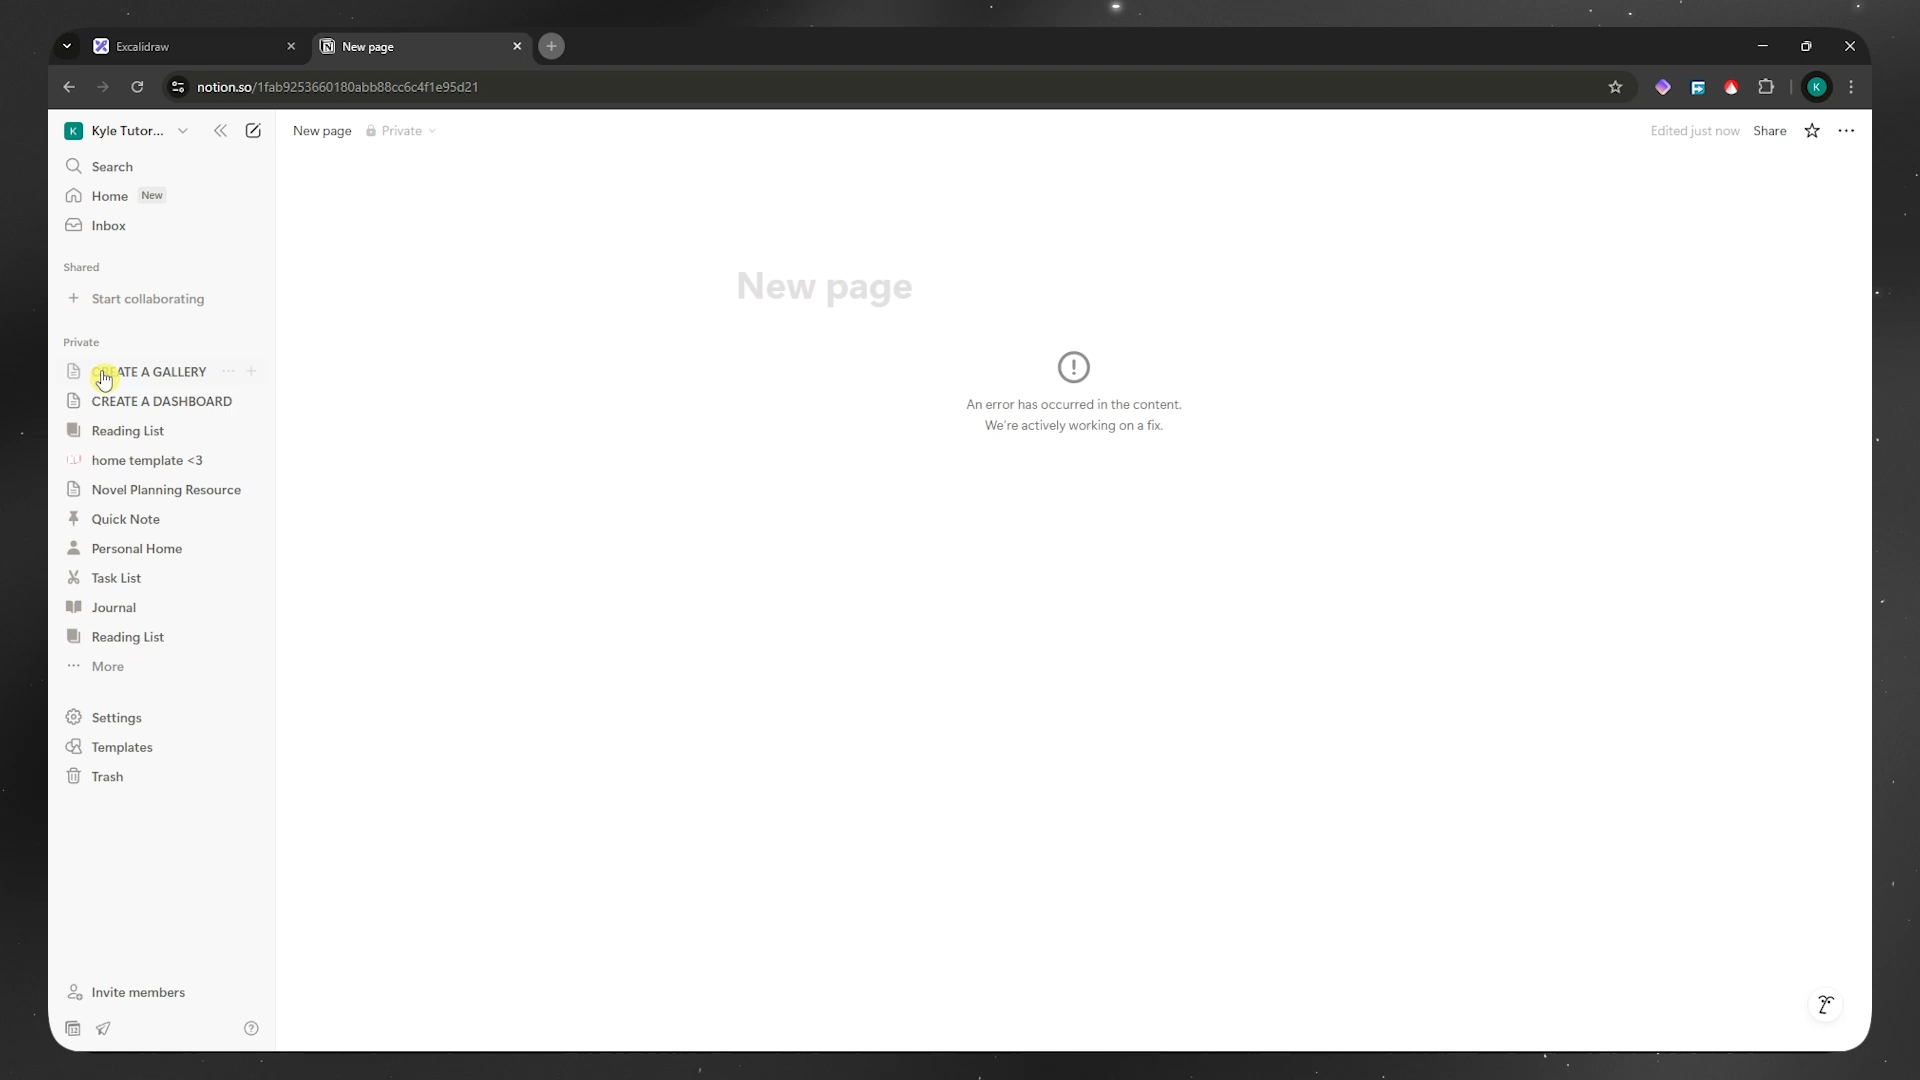 Excalidraw
New page
notion.so/1fab9253660180abb88cc6c4f1e95d21
K
K Kyle Tutor...
New page Private
Edited just now Share
Search
Home New
Inbox
Shared
Start collaborating
Private
CREATE A GALLERY
CREATE A DASHBOARD
Reading List
home template <3
Novel Planning Resource
Quick Note
Personal Home
Task List
Journal
Reading List
More
Settings
Templates
Trash
Invite members
12
New page
An error has occurred in the content.
We're actively working on a fix.